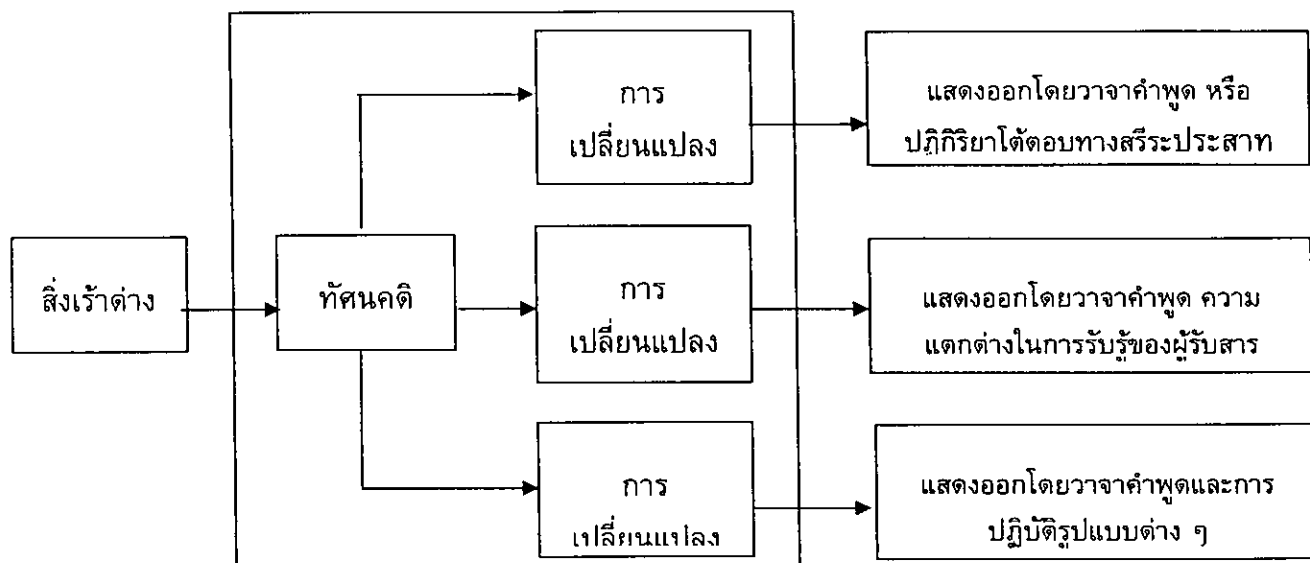 การ
เปลี่ยนแปลง
แสดงออกโดยวาจาคำพูด หรือ
ปฏิกิริยาโต้ตอบทางสรีระประสาท
สิ่งเร้าต่าง
ทัศนคติ
การ
เปลี่ยนแปลง
แสดงออกโดยวาจาคำพูด ความ
แตกต่างในการรับรู้ของผู้รับสาร
การ
เปลี่ยนแปลง
แสดงออกโดยวาจาคำพูดและการ
ปฏิบัติรูปแบบต่าง ๆ